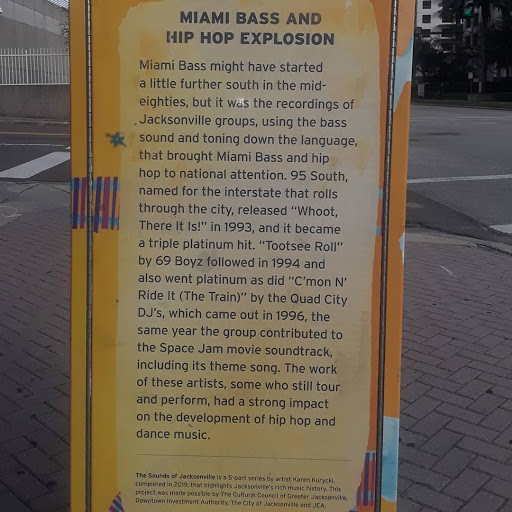 MIAMI BASS AND
HIP HOP EXPLOSION
Miami Bass might have started
a little further south in the mid-
eighties, but it was the recordings of
Jacksonville groups, using the bass
sound and toning down the language,
that brought Miami Bass and hip
hop to national attention. 95 South,
named for the interstate that rolls
through the city, released “Whoot,
There It Is!” in 1993, and it became
a triple platinum hit. “Tootsee Roll”
by 69 Boyz followed in 1994 and
also went platinum as did “C’mon N’
Ride It (The Train)” by the Quad City
DJ’s, which came out in 1996, the
same year the group contributed to
the Space Jam movie soundtrack,
including its theme song. The work
of these artists, some who still tour
and perform, had a strong impact
on the development of hip hop and
dance music.
The Sounds of Jacksonville is a 5-part series by artist Karen Kurycki,
completed in 2019, that highlights Jacksonville’s rich music history. This
project was made possible by The Cultural Council of Greater Jacksonville,
Downtown Investment Authority, The City of Jacksonville and JEA.